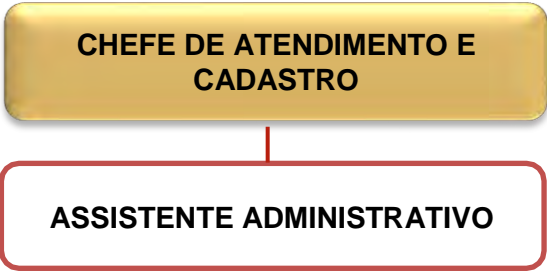 CHEFE DE ATENDIMENTO E
CADASTRO
ASSISTENTE ADMINISTRATIVO